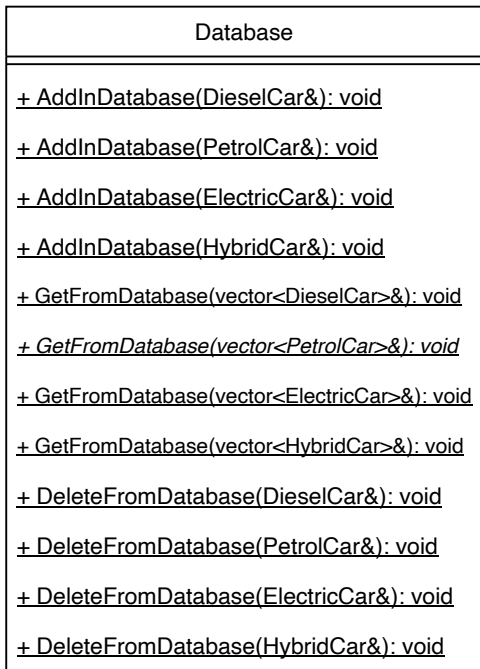 Database
+ AddInDatabase(DieselCar&): void
+ AddInDatabase(PetrolCar&): void
+ AddInDatabase(ElectricCar&): void
+ AddInDatabase(HybridCar&): void
+ GetFromDatabase(vector<DieselCar>&): void
+ GetFromDatabase(vector<PetrolCar>&): void
+ GetFromDatabase(vector<ElectricCar>&): void
+ GetFromDatabase(vector<HybridCar>&): void
+ DeleteFromDatabase(DieselCar&): void
+ DeleteFromDatabase(PetrolCar&): void
+ DeleteFromDatabase(ElectricCar&): void
+ DeleteFromDatabase(HybridCar&): void